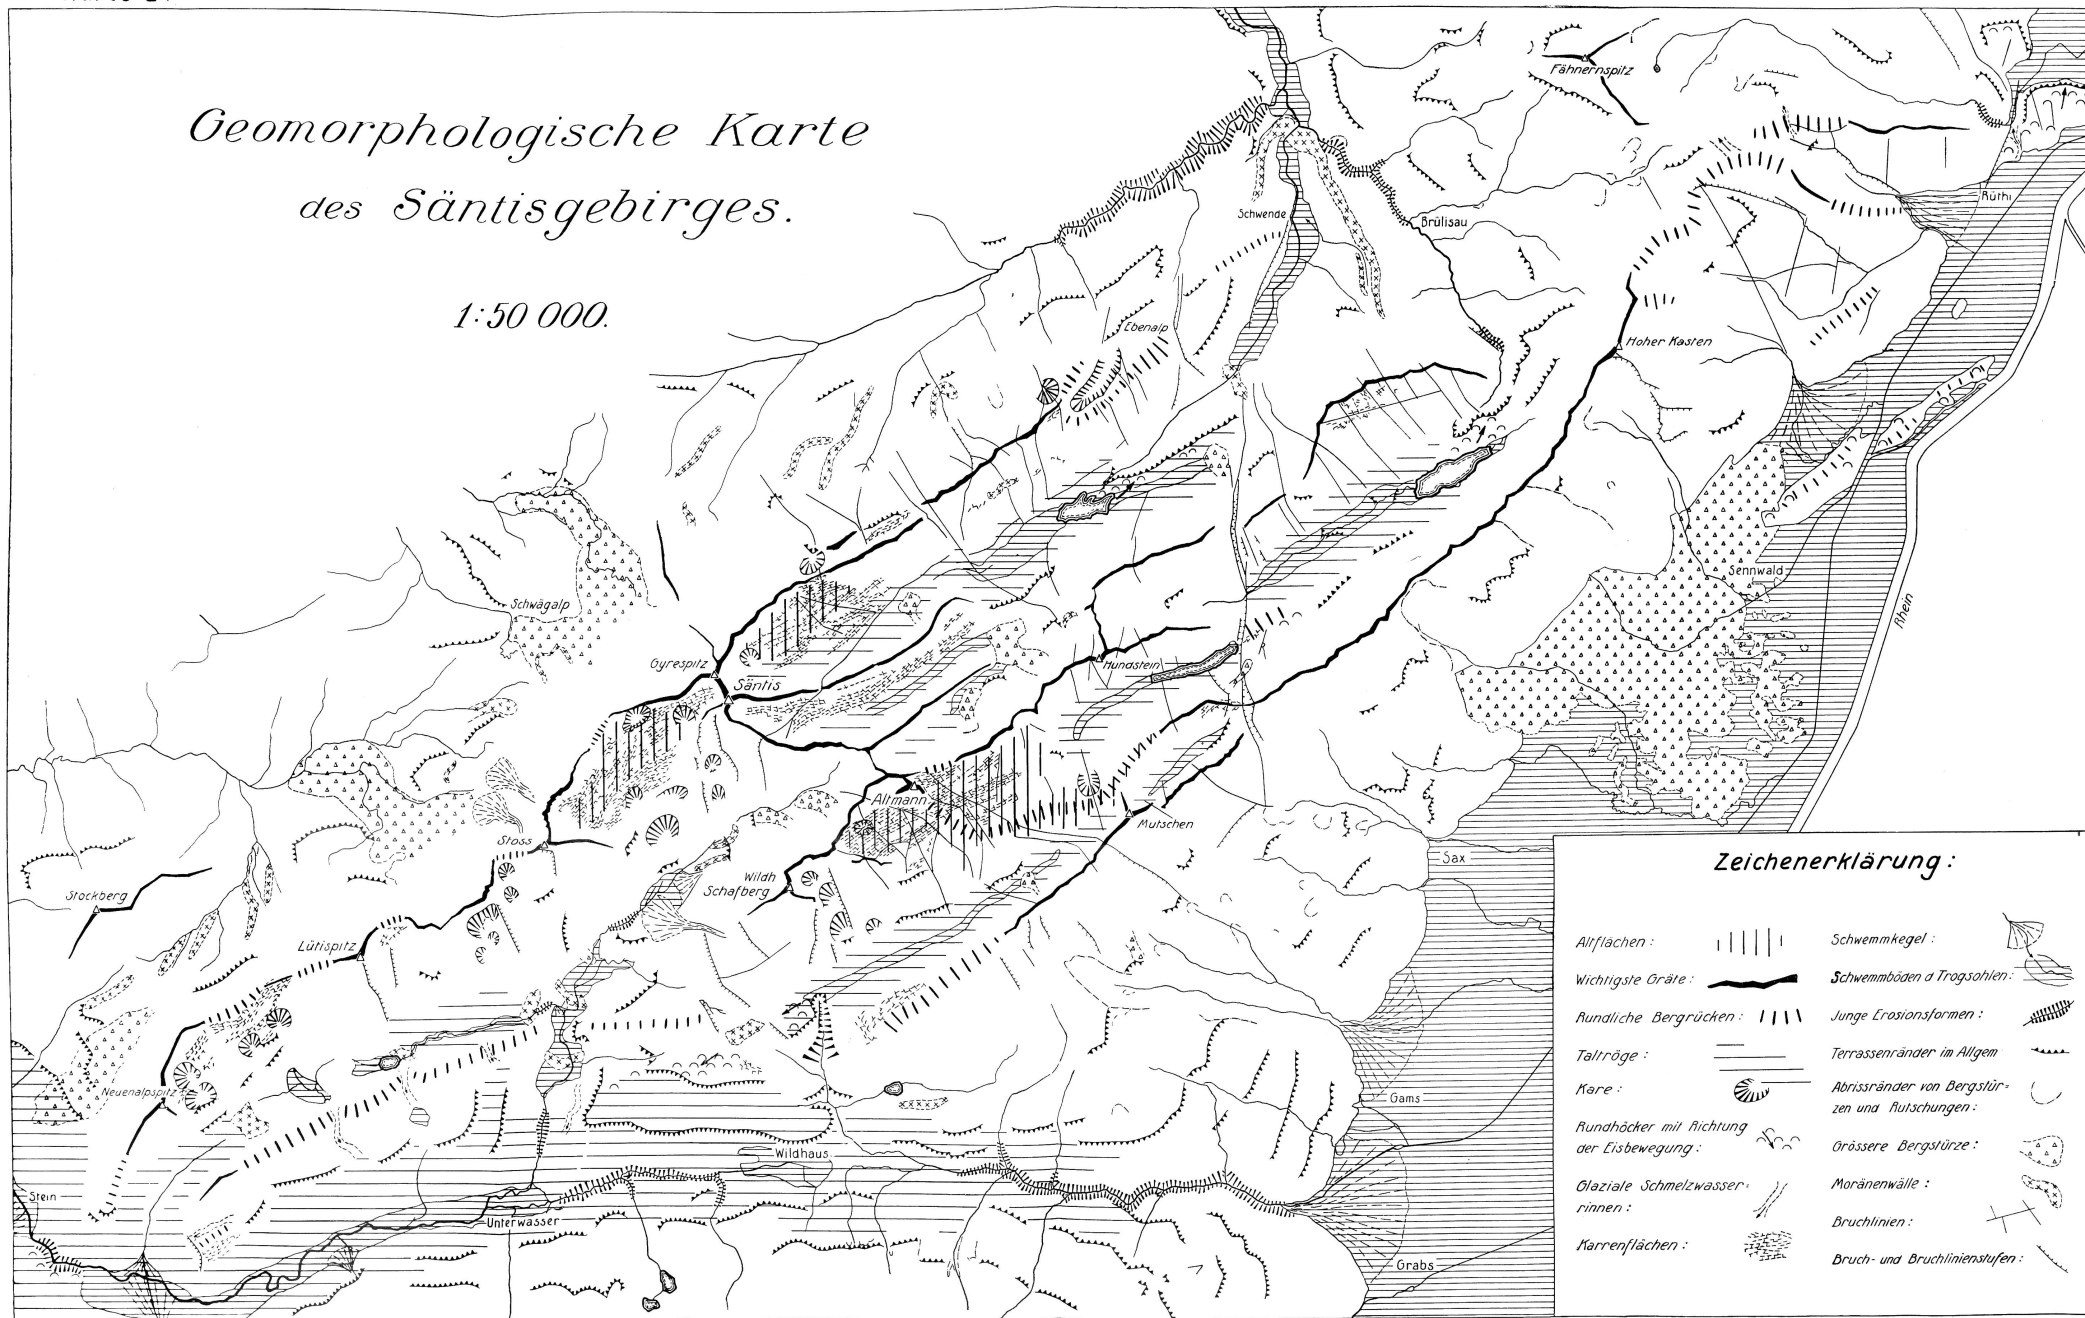 Geomorphologische Karte
des Säntisgebirges.
1:50 000.
Fähnernspitz
Rüthi
Schwende
Brülisau
Ebenalp
Hoher Kasten
Sennwald
Rhein
Schwägalp
Gyrespitz
Säntis
Hundstein
Altmann
Mutschen
Stoss
Wildh
Schafberg
Stockberg
Lütispitz
Sax
Neuenalpspitz
Gams
Wildhaus
Stein
Unterwasser
Grabs
Zeichenerklärung:
Altflächen:
Wichtigste Gräte:
Rundliche Bergrücken:
Taltröge:
Kare:
Rundhöcker mit Richtung
der Eisbewegung:
Glaziale Schmelzwasser-
rinnen:
Karrenflächen:
Schwemmkegel:
Schwemmböden d Trogsohlen:
Junge Erosionsformen:
Terrassenränder im Allgem
Abrissränder von Bergstür=
zen und Rutschungen:
Grössere Bergstürze:
Moränenwälle:
Bruchlinien:
Bruch- und Bruchlinienstufen: